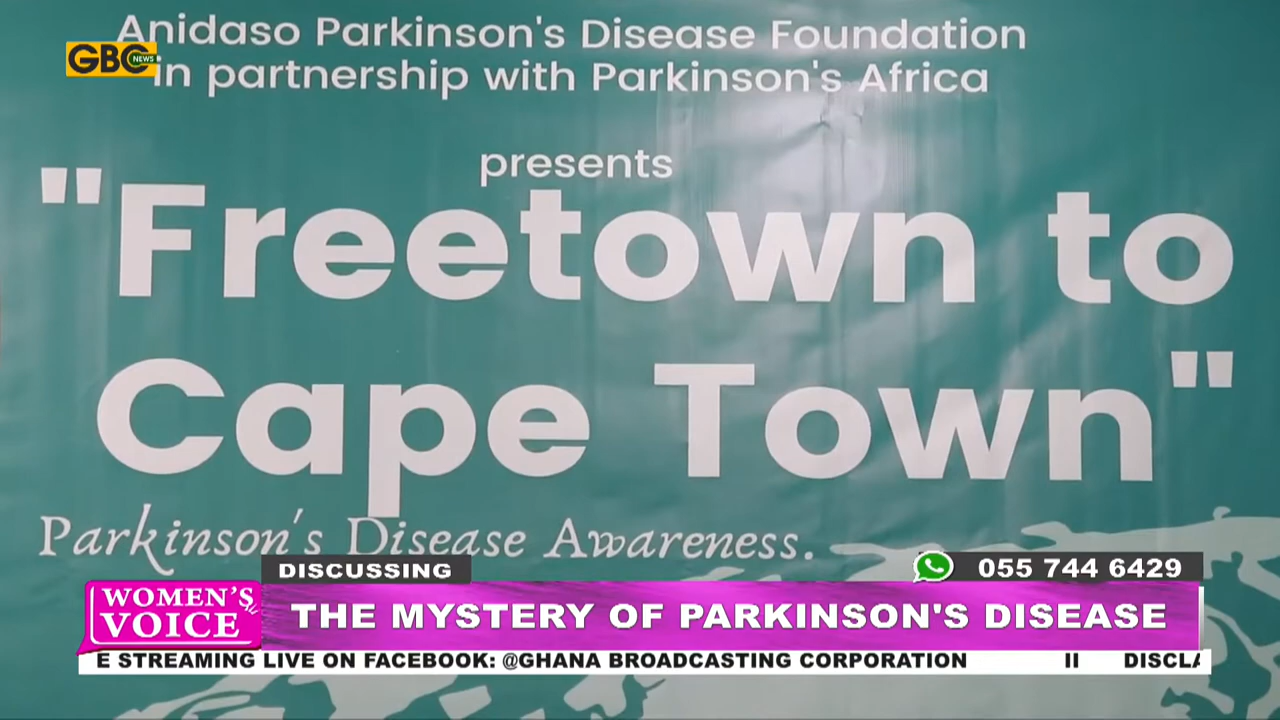 Anidaso Parkinson's Disease Foundation
GBC NEWS
in partnership with Parkinson's Africa
presents
"Freetown to
Cape Town"
Parkinson's Disease Awareness.
DISCUSSING
055 744 6429
WOMEN'S
VOICE
THE MYSTERY OF PARKINSON'S DISEASE
E STREAMING LIVE ON FACEBOOK: @GHANA BROADCASTING CORPORATION II